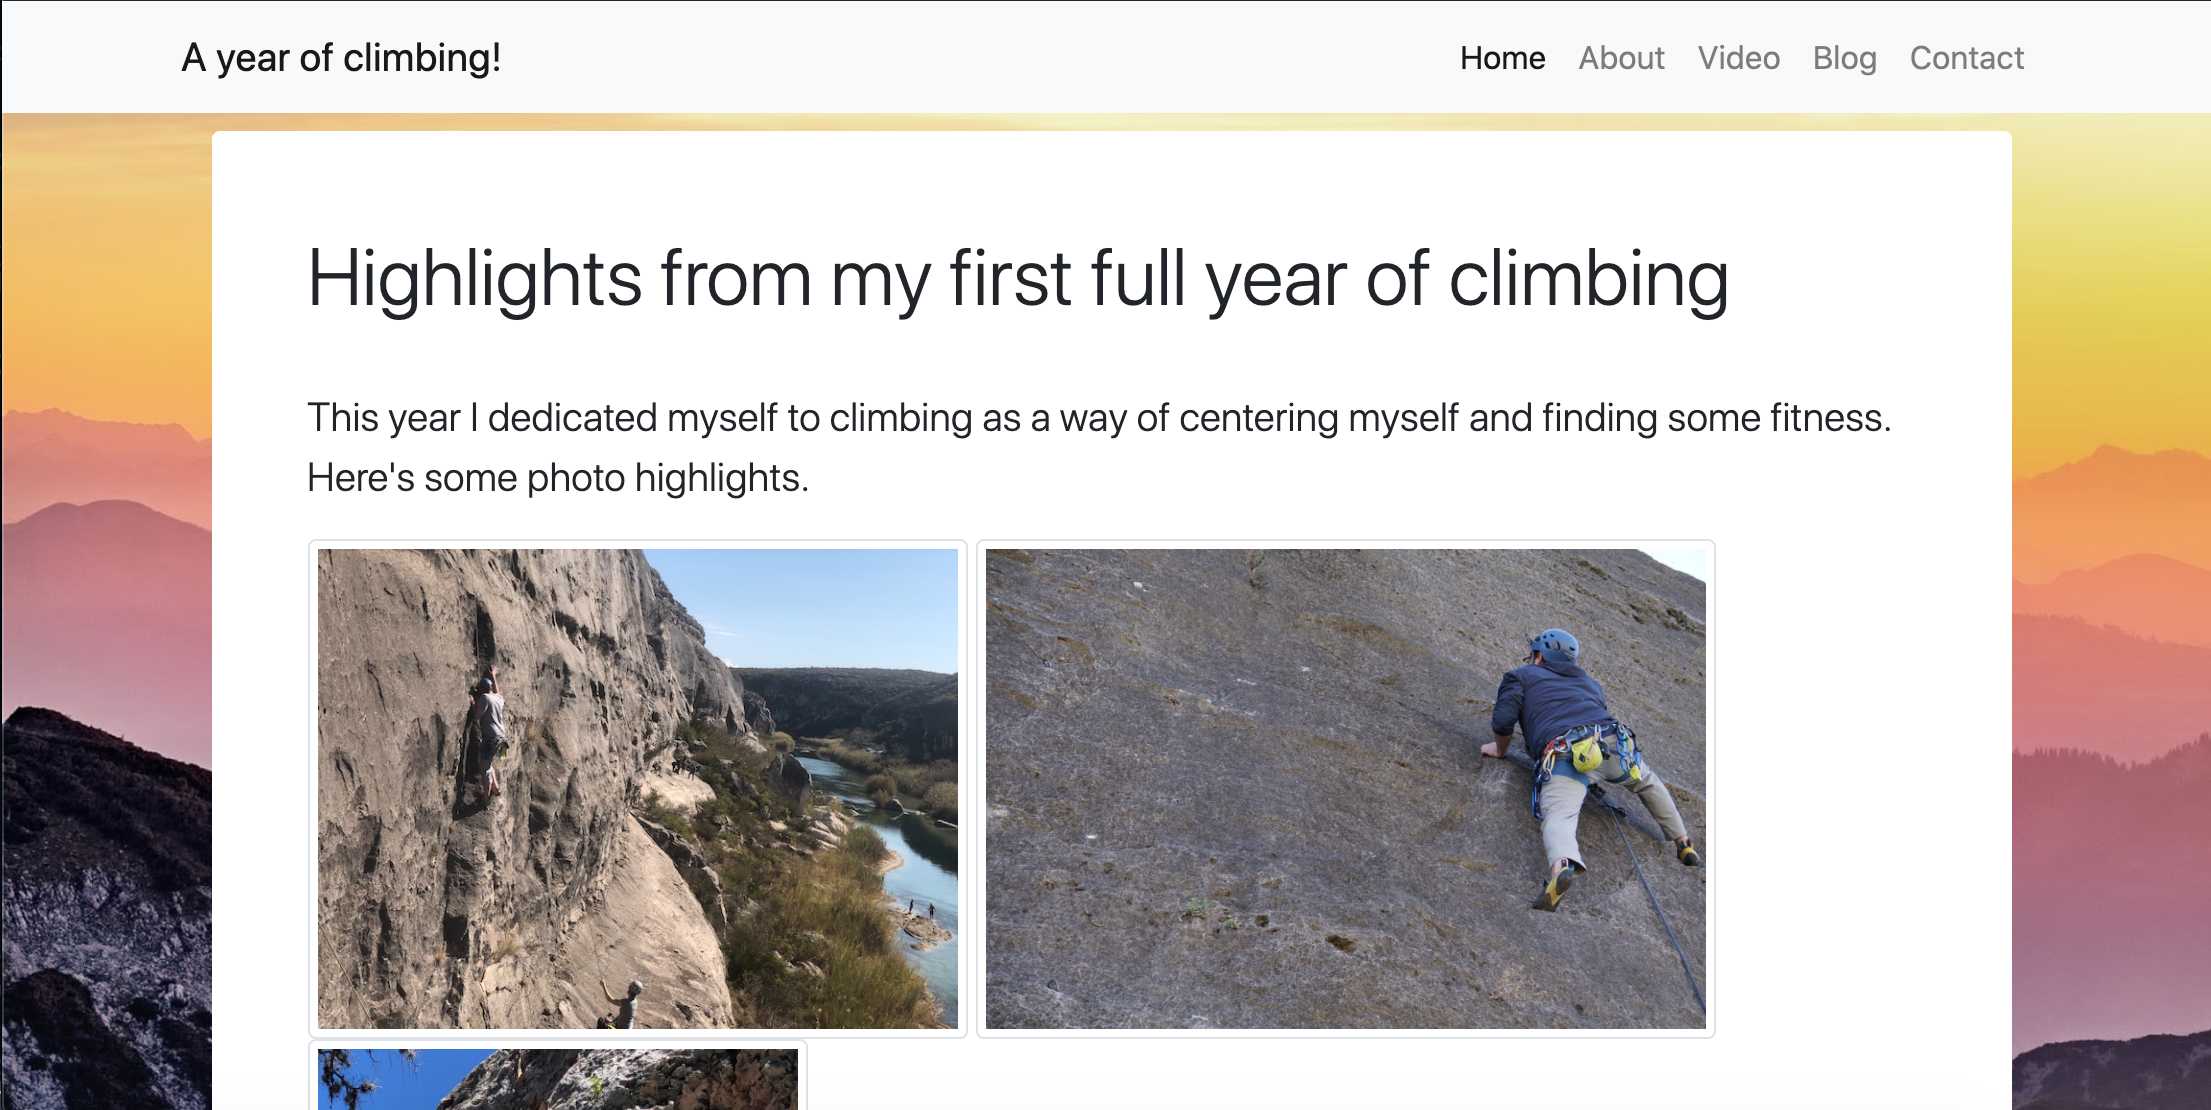 A year of climbing!
Home About Video Blog Contact
Highlights from my first full year of climbing
This year I dedicated myself to climbing as a way of centering myself and finding some fitness.
Here's some photo highlights.